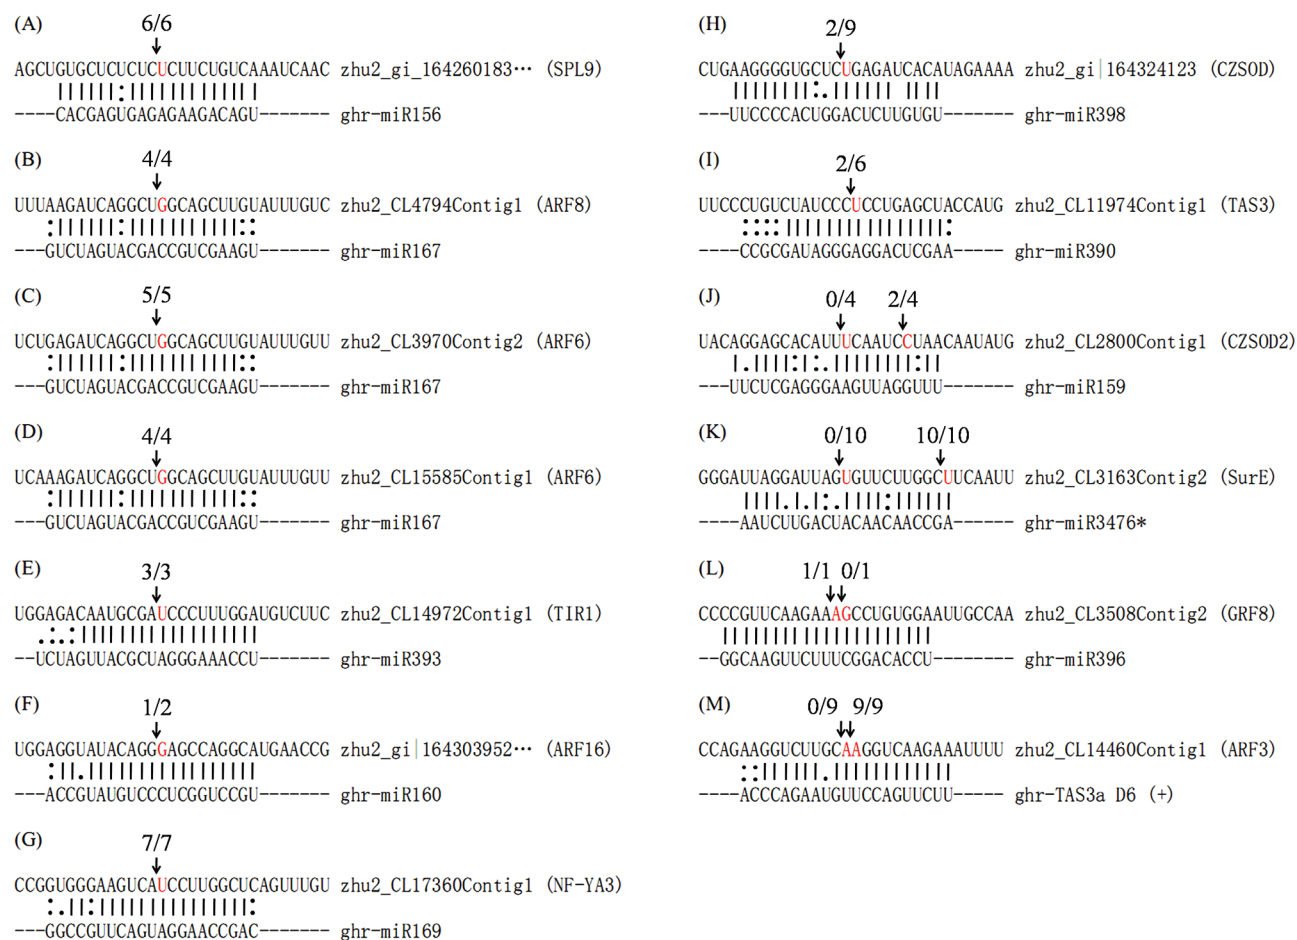 (A)
6/6
AGCUGUGCUCUCUCUCUUCUGUCAAAUCAAC zhu2_gi_164260183··· (SPL9)
----CACGAGUGAGAGAAGACAGU------- ghr-miR156
(B)
4/4
UUUAAGAUCAGGCUGGCAGCUUGUAUUUGUC zhu2_CL4794Contig1 (ARF8)
---GUCUAGUACGACCGUCGAAGU------- ghr-miR167
(C)
5/5
UCUGAGAUCAGGCUGGCAGCUUGUAUUUGUU zhu2_CL3970Contig2 (ARF6)
---GUCUAGUACGACCGUCGAAGU------- ghr-miR167
(D)
4/4
UCAAAGAUCAGGCUGGCAGCUUGUAUUUGUU zhu2_CL15585Contig1 (ARF6)
---GUCUAGUACGACCGUCGAAGU------- ghr-miR167
(E)
3/3
UGGAGACAAUGCGAUCCCUUUGGAUGUCUUC zhu2_CL14972Contig1 (TIR1)
--UCUAGUUACGCUAGGGAAACCU------- ghr-miR393
(F)
1/2
UGGAGGUAUACAGGGAGCCAGGCAUGAACCG zhu2_gi|164303952··· (ARF16)
---ACCGUAUGUCCCUCGGUCCGU------- ghr-miR160
(G)
7/7
CCGGUGGGAAGUCAUCCUUGGCUCAGUUUGU zhu2_CL17360Contig1 (NF-YA3)
---GGCCGUUCAGUAGGAACCGAC------- ghr-miR169
(H)
2/9
CUGAAGGGGUGCUCUGAGAUCACAUAGAAAA zhu2_gi|164324123 (CZSOD)
---UUCCCCACUGGACUCUUGUGU------- ghr-miR398
(I)
2/6
UUCCCUGUCUAUCCCUCCUGAGCUACCAUG zhu2_CL11974Contig1 (TAS3)
----CCGCGAUAGGGAGGACUCGAA----- ghr-miR390
(J)
0/4 2/4
UACAGGAGCACAUUUCAAUCCUAACAAUAUG zhu2_CL2800Contig1 (CZSOD2)
---UUCUCGAGGGAAGUUAGGUUU------- ghr-miR159
(K)
0/10 10/10
GGGAUUAGGAUUAGUGUUCUUGGCUUCAAUU zhu2_CL3163Contig2 (SurE)
----AAUCUUGACUACAACAACCGA------ ghr-miR3476*
(L)
1/1 0/1
CCCCGUUCAAGAAAGCCUGUGGAAUUGCCAA zhu2_CL3508Contig2 (GRF8)
--GGCAAGUUCUUUCGGACACCU-------- ghr-miR396
(M)
0/9 9/9
CCAGAAGGUCUUGCAAGGUCAAGAAAUUUU zhu2_CL14460Contig1 (ARF3)
----ACCCAGAAUGUUCCAGUUCUU----- ghr-TAS3a D6 (+)